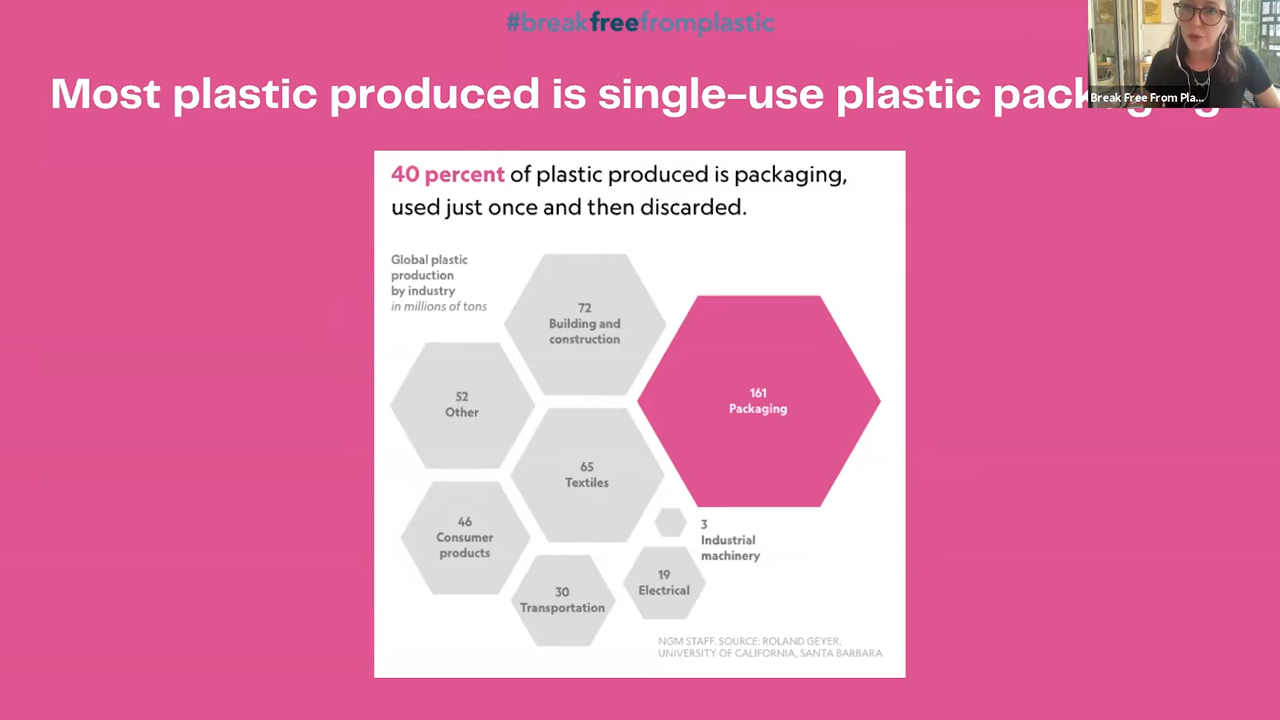 #breakfreefromplastic
Most plastic produced is single-use plastic packaging
Break Free From Pla...
40 percent of plastic produced is packaging,
used just once and then discarded.
Global plastic
production
by industry
in millions of tons
72
Building and
construction
161
Packaging
52
Other
65
Textiles
46
Consumer
products
3
Industrial
machinery
19
Electrical
30
Transportation
NGM STAFF. SOURCE: ROLAND GEYER,
UNIVERSITY OF CALIFORNIA, SANTA BARBARA